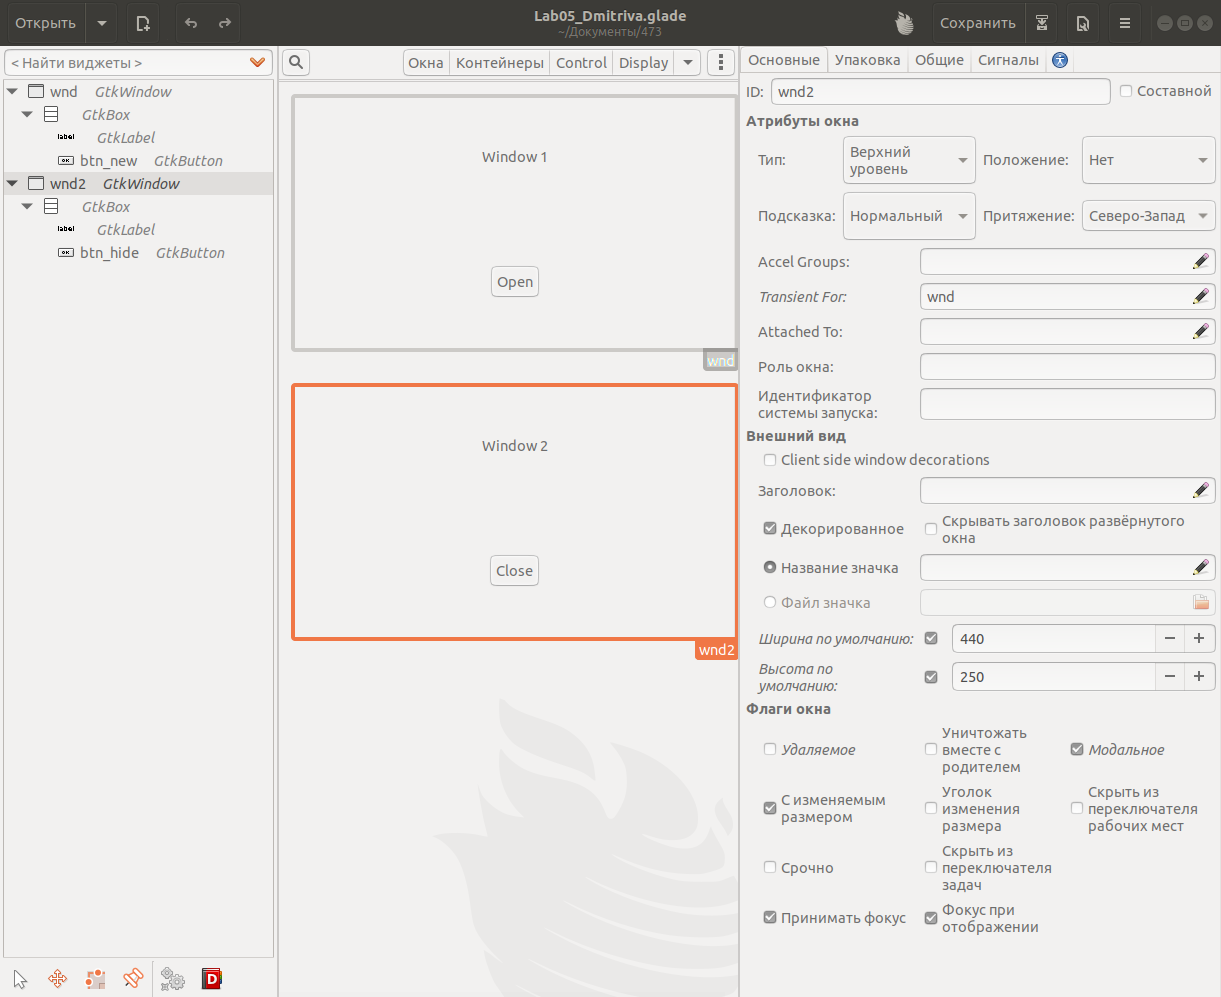 Открыть
Lab05_Dmitriva.glade
~/Документы/473
Сохранить
< Найти виджеты >
wnd GtkWindow
GtkBox
label GtkLabel
OK btn_new GtkButton
wnd2 GtkWindow
GtkBox
label GtkLabel
OK btn_hide GtkButton
D
Окна Контейнеры Control Display
Window 1
Open
wnd
Window 2
Close
wnd2
Основные Упаковка Общие Сигналы
ID: wnd2 Составной
Атрибуты окна
Тип: Верхний уровень Положение: Нет
Подсказка: Нормальный Притяжение: Северо-Запад
Accel Groups:
Transient For: wnd
Attached To:
Роль окна:
Идентификатор
системы запуска:
Внешний вид
Client side window decorations
Заголовок:
Декорированное Скрывать заголовок развёрнутого
окна
Название значка
Файл значка
Ширина по умолчанию: 440
Высота по
умолчанию: 250
Флаги окна
Удаляемое
Уничтожать
вместе с
родителем
Модальное
С изменяемым
размером
Уголок
изменения
размера
Скрыть из
переключателя
рабочих мест
Срочно
Скрыть из
переключателя
задач
Принимать фокус
Фокус при
отображении